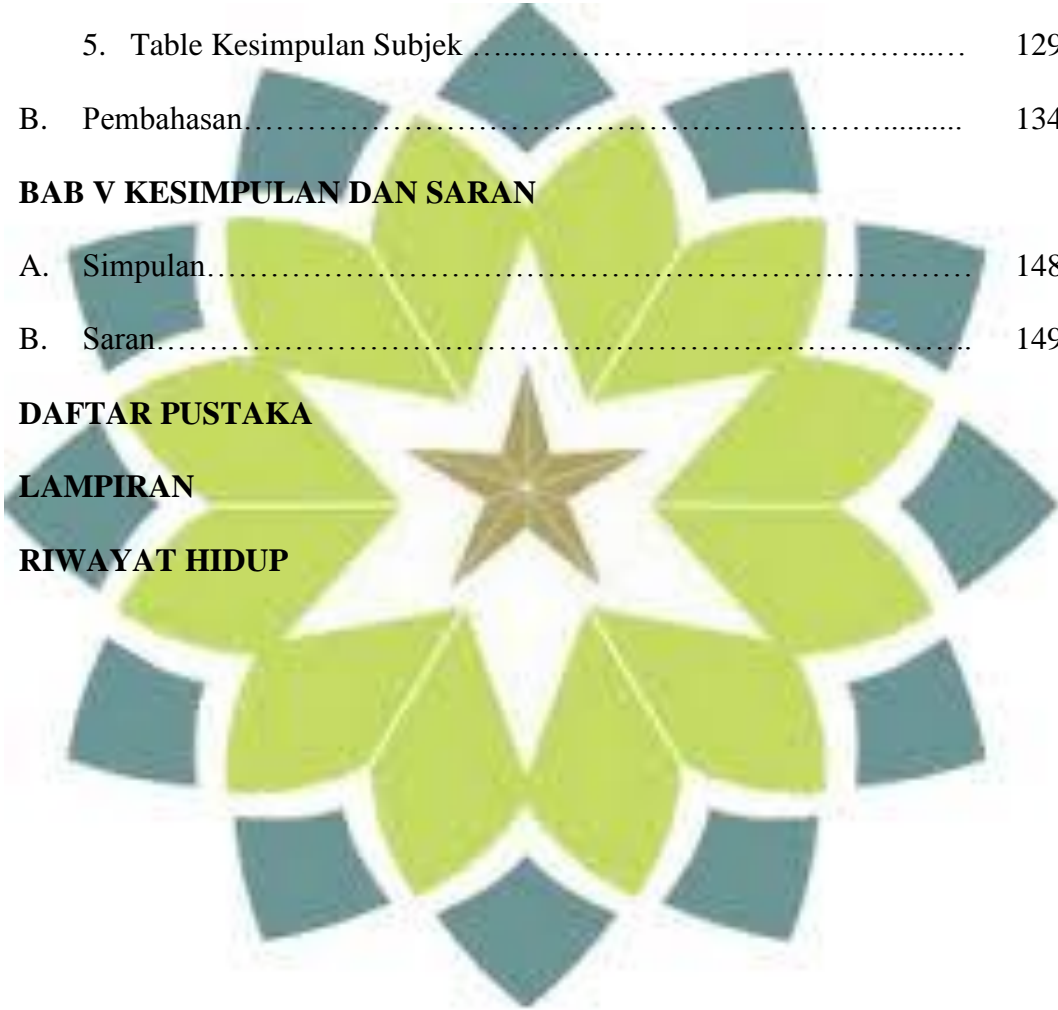 5. Table Kesimpulan Subjek …...……………………………………...… 129
B. Pembahasan……………………………………………………….......... 134
BAB V KESIMPULAN DAN SARAN
A. Simpulan………………………………………………………………… 148
B. Saran…………………………………………………………………….. 149
DAFTAR PUSTAKA
LAMPIRAN
RIWAYAT HIDUP